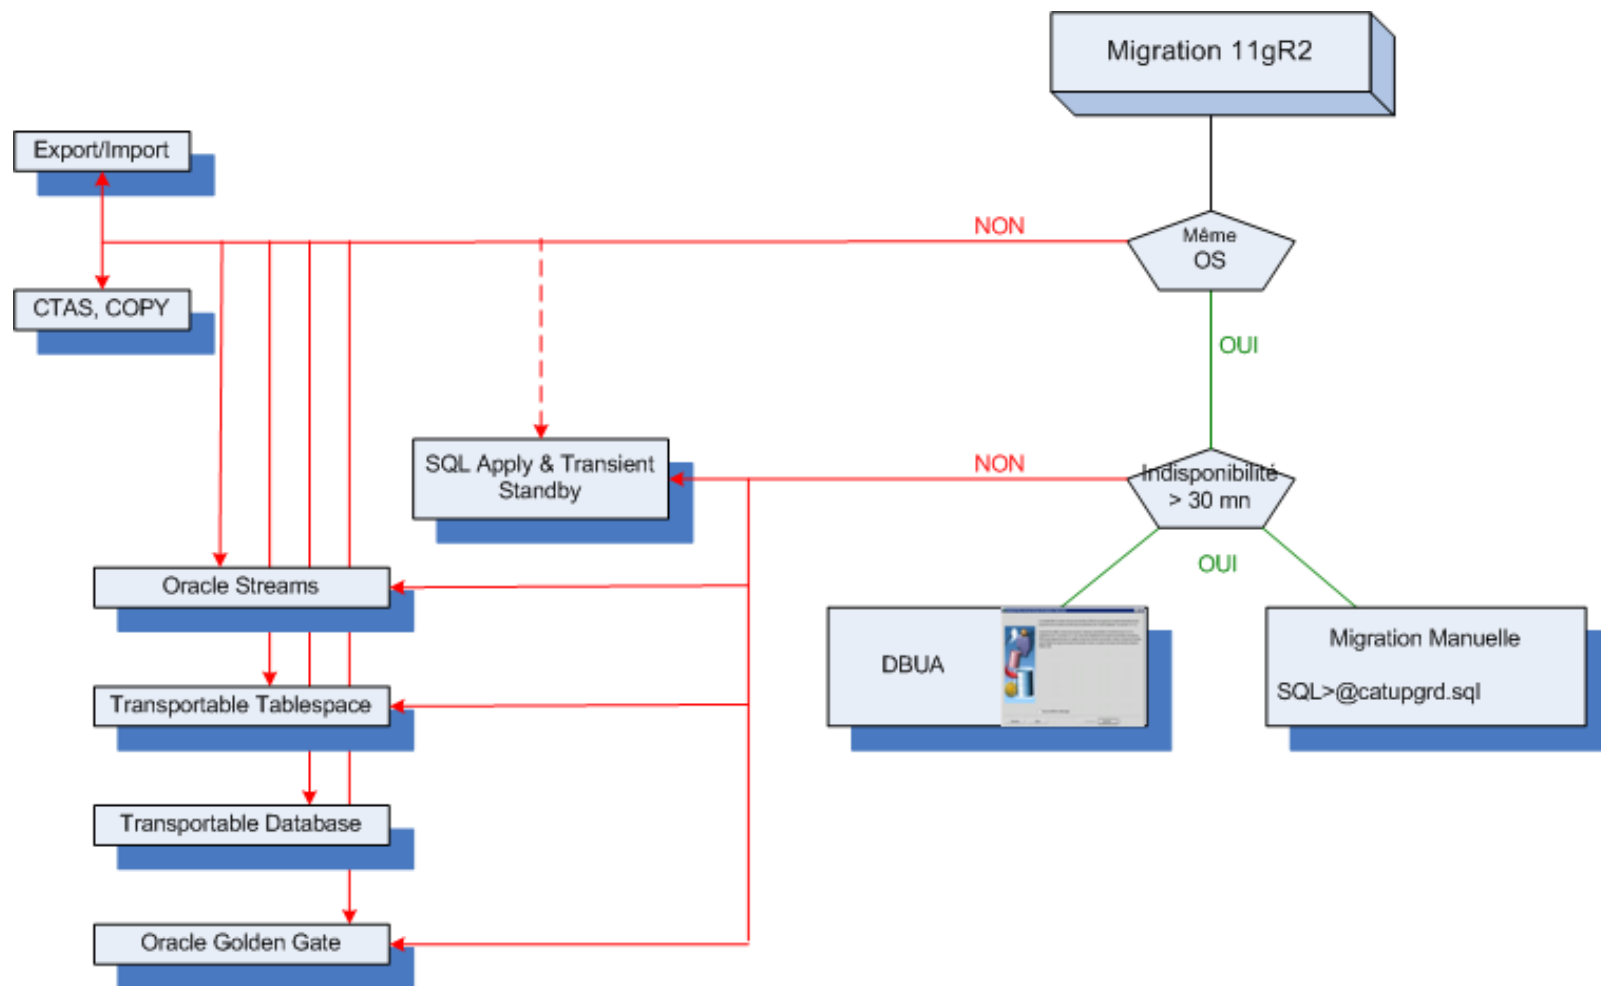 Migration 11gR2
Export/Import
NON
Même
OS
CTAS, COPY
OUI
SQL Apply & Transient
Standby
NON
Indisponibilité
> 30 mn
OUI
Oracle Streams
DBUA
Migration Manuelle
SQL>@catupgrd.sql
Transportable Tablespace
Transportable Database
Oracle Golden Gate